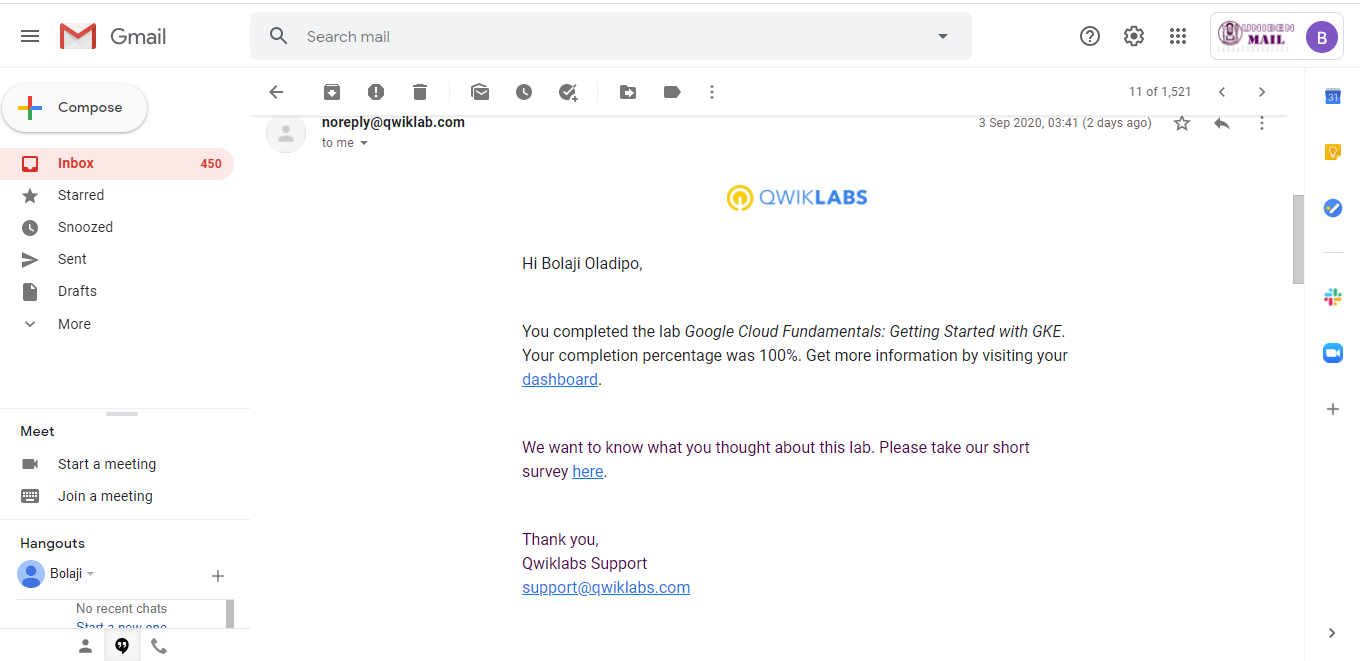 Gmail
Search mail
UNIBEN
MAIL
B
Compose
11 of 1,521
31
Inbox 450
Starred
Snoozed
Sent
Drafts
More
noreply@qwiklab.com
3 Sep 2020, 03:41 (2 days ago)
to me
QWIKLABS
Hi Bolaji Oladipo,
You completed the lab Google Cloud Fundamentals: Getting Started with GKE.
Your completion percentage was 100%. Get more information by visiting your
dashboard.
We want to know what you thought about this lab. Please take our short
survey here.
Thank you,
Qwiklabs Support
support@qwiklabs.com
Meet
Start a meeting
Join a meeting
Hangouts
Bolaji
No recent chats
Start a new one